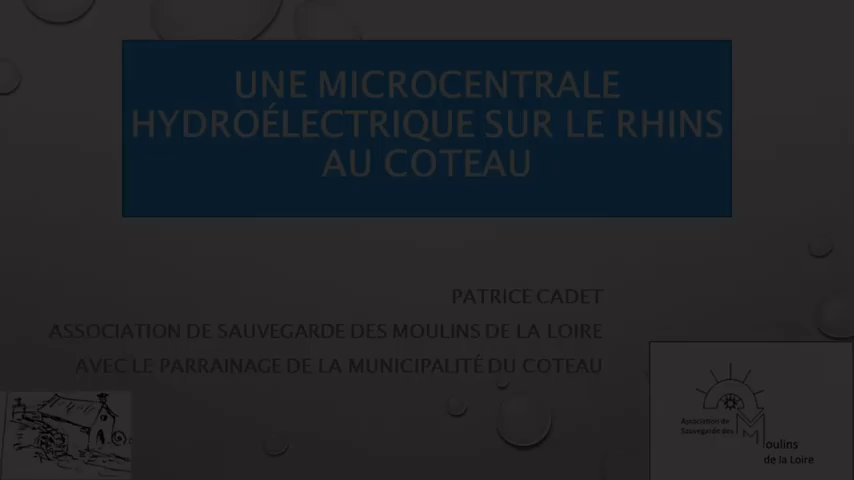 UNE MICROCENTRALE
HYDROÉLECTRIQUE SUR LE RHINS
AU COTEAU
PATRICE CADET
ASSOCIATION DE SAUVEGARDE DES MOULINS DE LA LOIRE
AVEC LE PARRAINAGE DE LA MUNICIPALITÉ DU COTEAU
Association de
Sauvegarde des Moulins
de la Loire